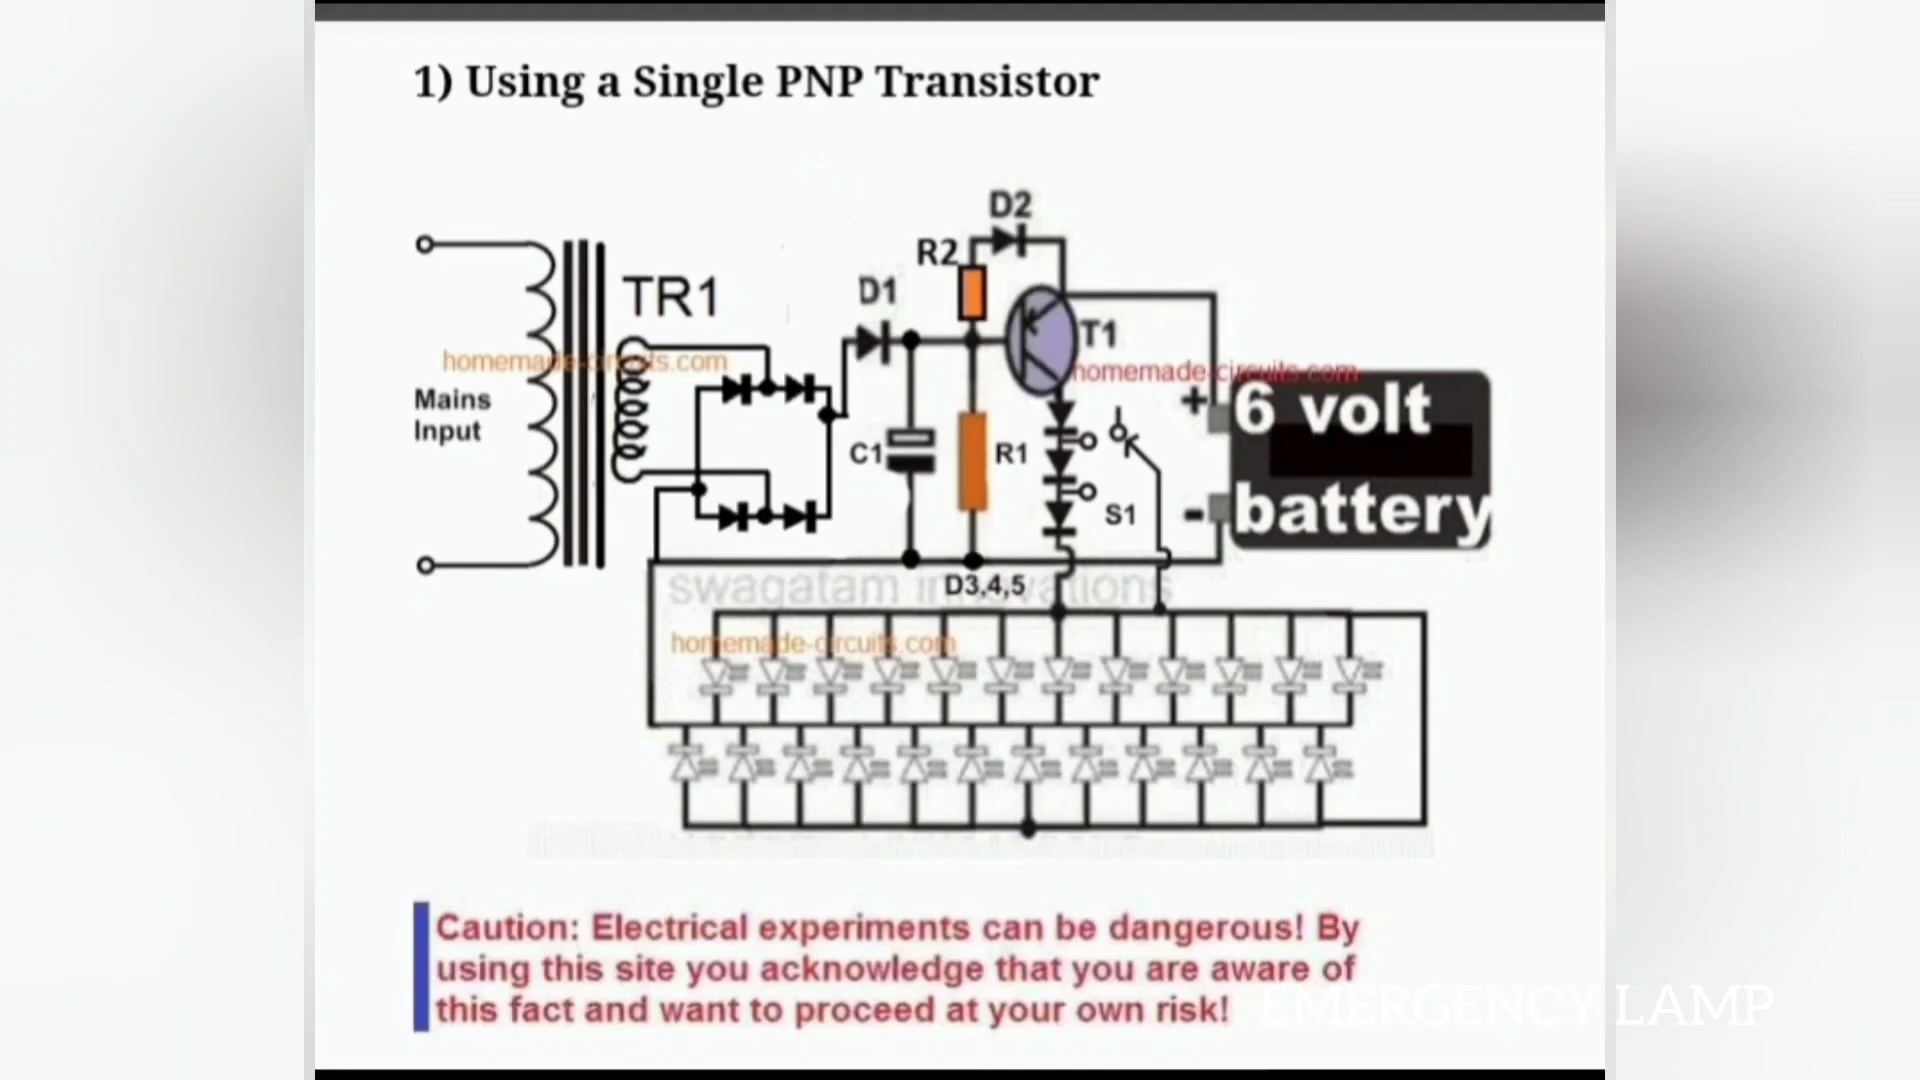 1) Using a Single PNP Transistor
D2
R2
D1
TR1
T1
homemade-circuits.com
homemade-circuits.com
Mains
Input
+
6 volt
C1
R1
S1
-
battery
swagatam innovations
D3,4,5
homemade-circuits.com
Caution: Electrical experiments can be dangerous! By
using this site you acknowledge that you are aware of
this fact and want to proceed at your own risk!
EMERGENCY LAMP